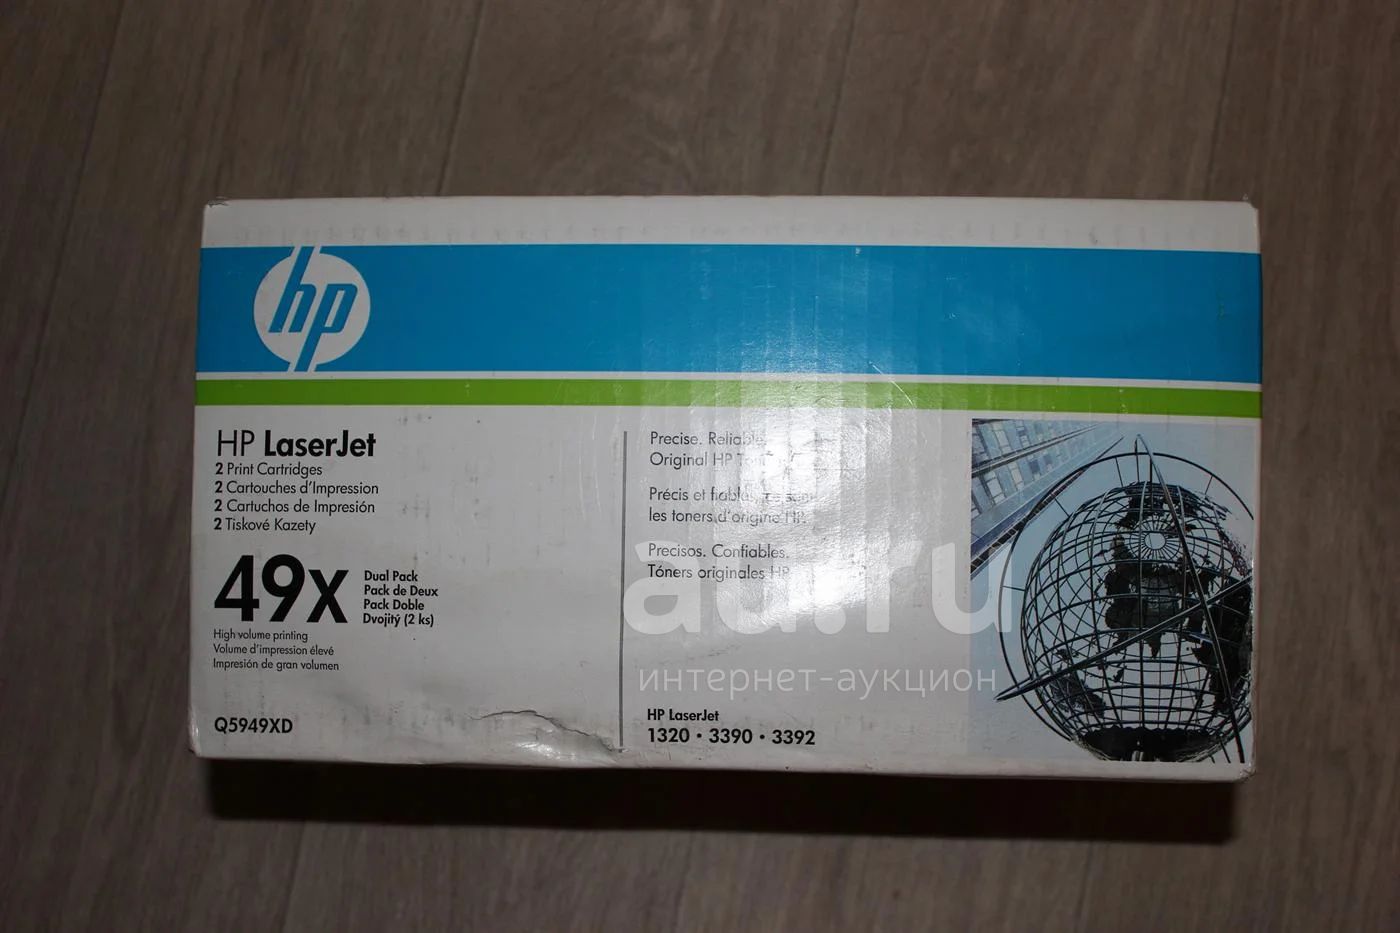 hp
HP LaserJet
2 Print Cartridges
2 Cartouches d'Impression
2 Cartuchos de Impresión
2 Tiskové Kazety
49X
Dual Pack
Pack de Deux
Pack Doble
Dvojitý (2 ks)
High volume printing
Volume d'impression élevé
Impresión de gran volumen
Q5949XD
Precise. Reliable.
Original HP
Précis et fiables,
les toners d'origine HP.
Precisos. Confiables.
Tóners originales HP
HP LaserJet
1320 • 3390 • 3392
au.ru
интернет-аукцион